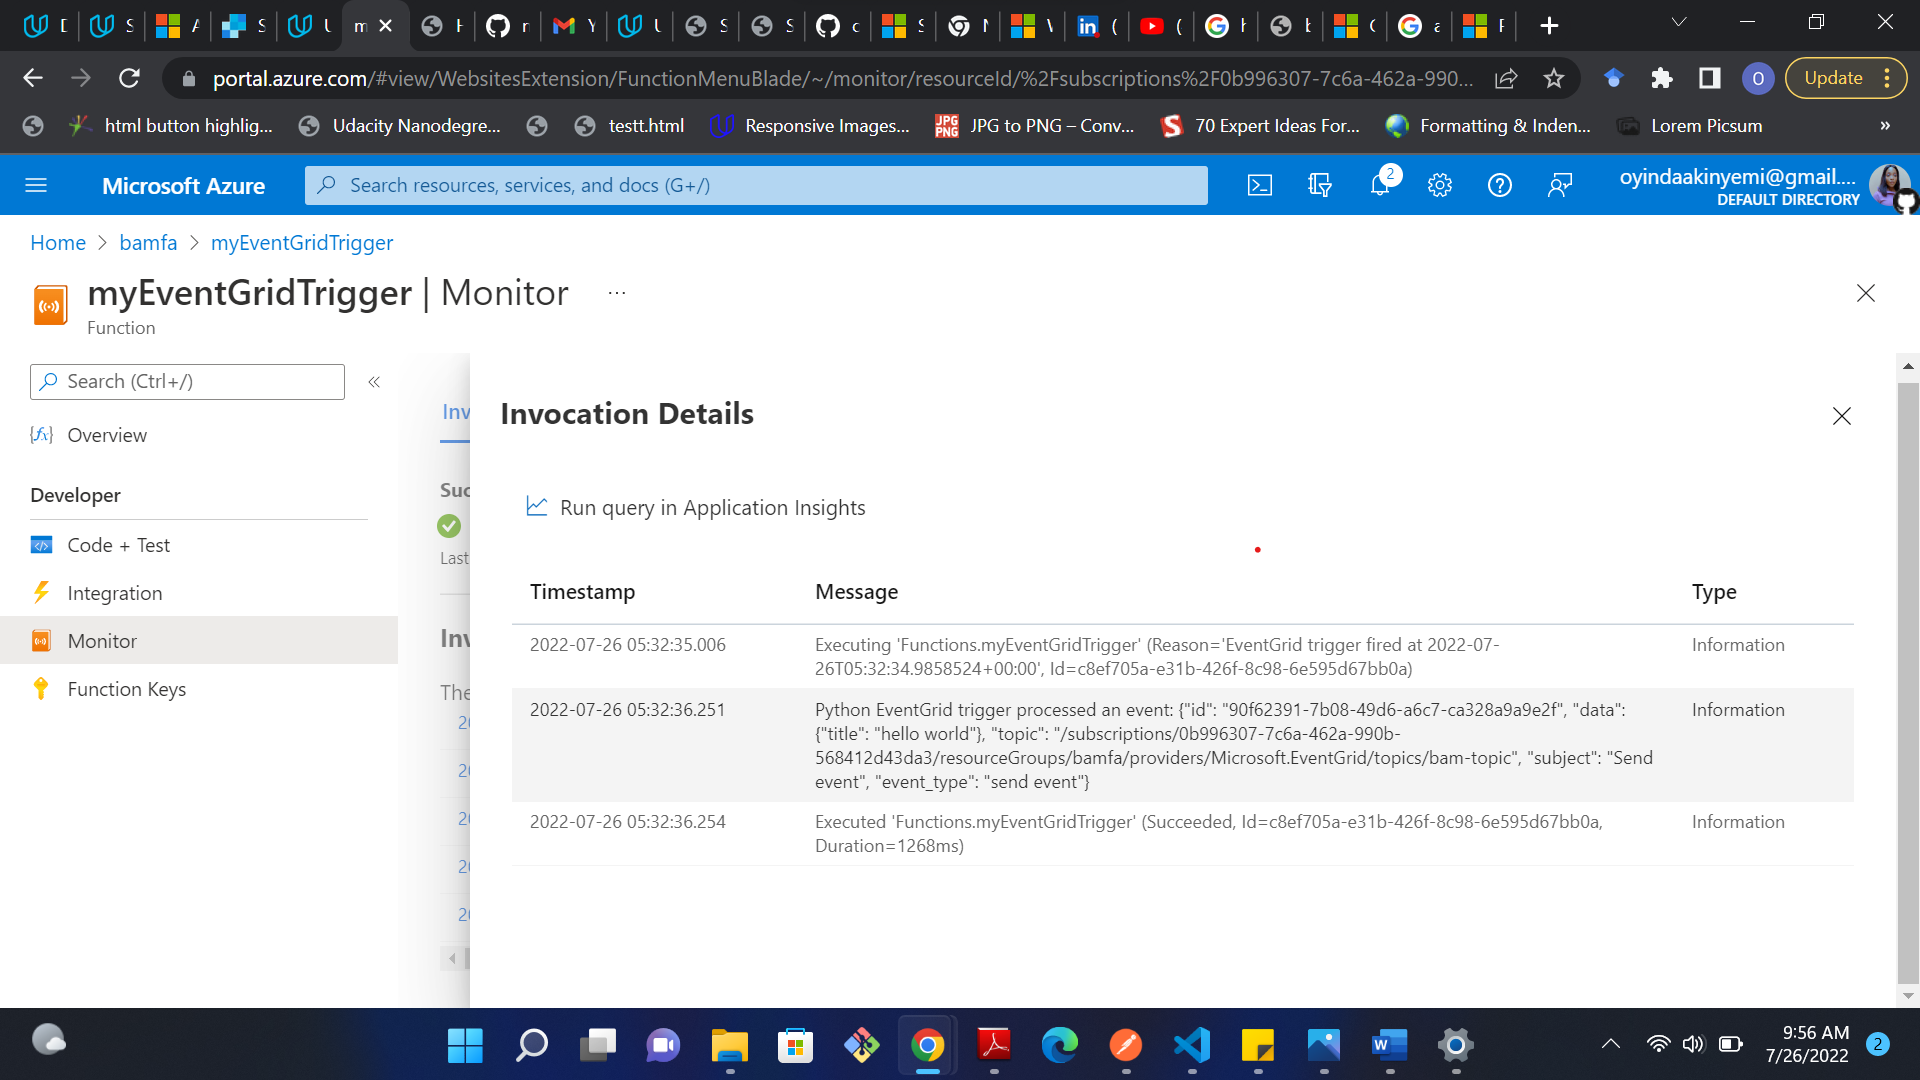 portal.azure.com/#view/WebsitesExtension/FunctionMenuBlade/~/monitor/resourceId/%2Fsubscriptions%2F0b996307-7c6a-462a-990...
Update
html button highlig...
Udacity Nanodegre...
testt.html
Responsive Images...
JPG to PNG – Conv...
70 Expert Ideas For...
Formatting & Inden...
Lorem Picsum
»
Microsoft Azure
Search resources, services, and docs (G+/)
2
oyindaakinyemi@gmail....
DEFAULT DIRECTORY
Home > bamfa > myEventGridTrigger
myEventGridTrigger | Monitor ...
Function
Search (Ctrl+/)
«
Overview
Developer
Code + Test
Integration
Monitor
Function Keys
Inv
Suc
Last
Inv
The
20
20
20
20
20
Invocation Details
Run query in Application Insights
Timestamp Message Type
2022-07-26 05:32:35.006 Executing 'Functions.myEventGridTrigger' (Reason='EventGrid trigger fired at 2022-07- Information
26T05:32:34.9858524+00:00', Id=c8ef705a-e31b-426f-8c98-6e595d67bb0a)
2022-07-26 05:32:36.251 Python EventGrid trigger processed an event: {"id": "90f62391-7b08-49d6-a6c7-ca328a9a9e2f", "data": Information
{"title": "hello world"}, "topic": "/subscriptions/0b996307-7c6a-462a-990b-
568412d43da3/resourceGroups/bamfa/providers/Microsoft.EventGrid/topics/bam-topic", "subject": "Send
event", "event_type": "send event"}
2022-07-26 05:32:36.254 Executed 'Functions.myEventGridTrigger' (Succeeded, Id=c8ef705a-e31b-426f-8c98-6e595d67bb0a, Information
Duration=1268ms)
9:56 AM
7/26/2022
2